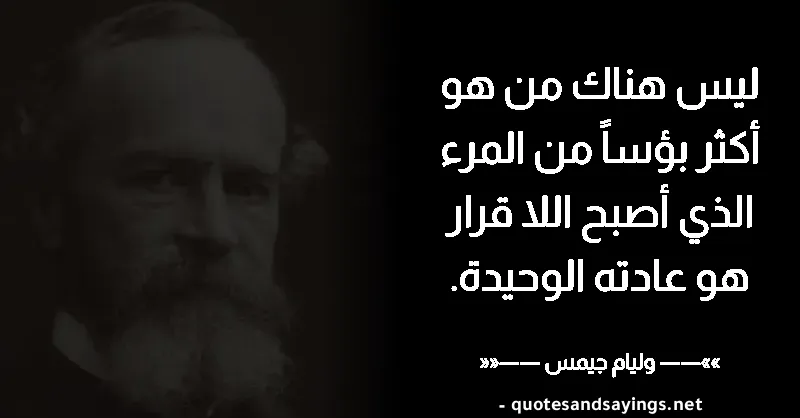 ليس هناك من هو
أكثر بؤساً من المرء
الذي أصبح اللا قرار
هو عادته الوحيدة.
»»——— وليام جيمس ———««
- quotesandsayings.net